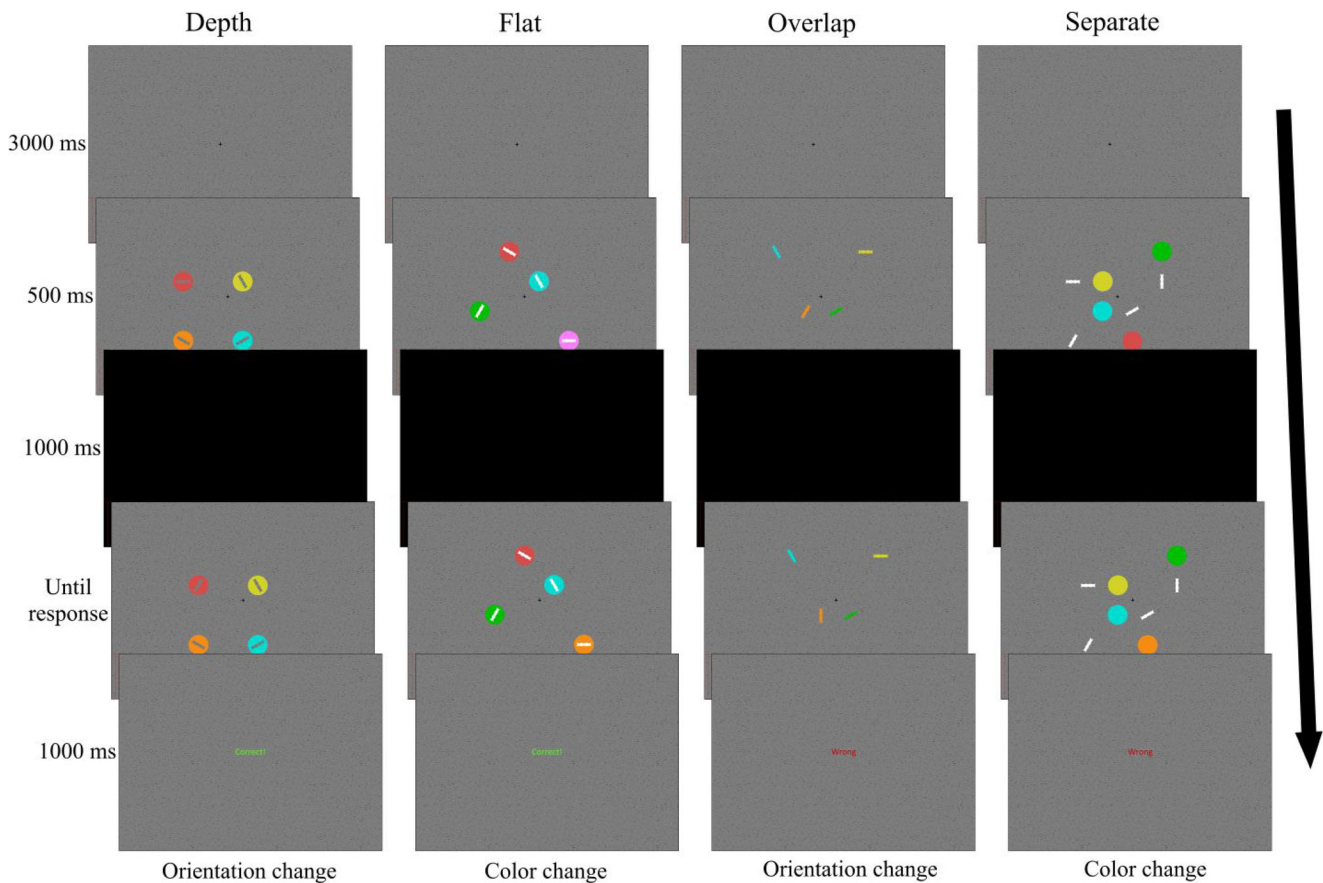 Depth
Flat
Overlap
Separate
3000 ms
500 ms
1000 ms
Until
response
1000 ms
Correct!
Correct!
Wrong
Wrong
Orientation change
Color change
Orientation change
Color change